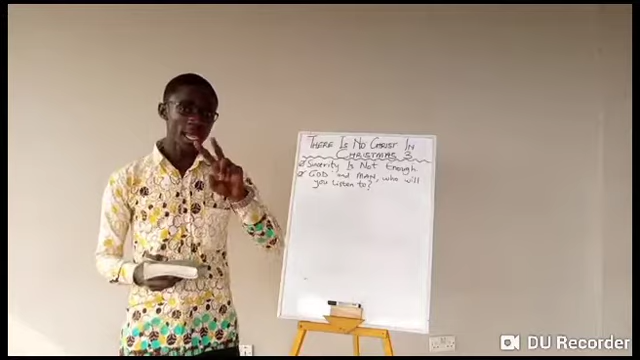 THERE IS NO CHRIST IN
CHRISTMAS 3
Sincerity Is Not Enough
GOD and MAN, who will
you listen to?
DU Recorder